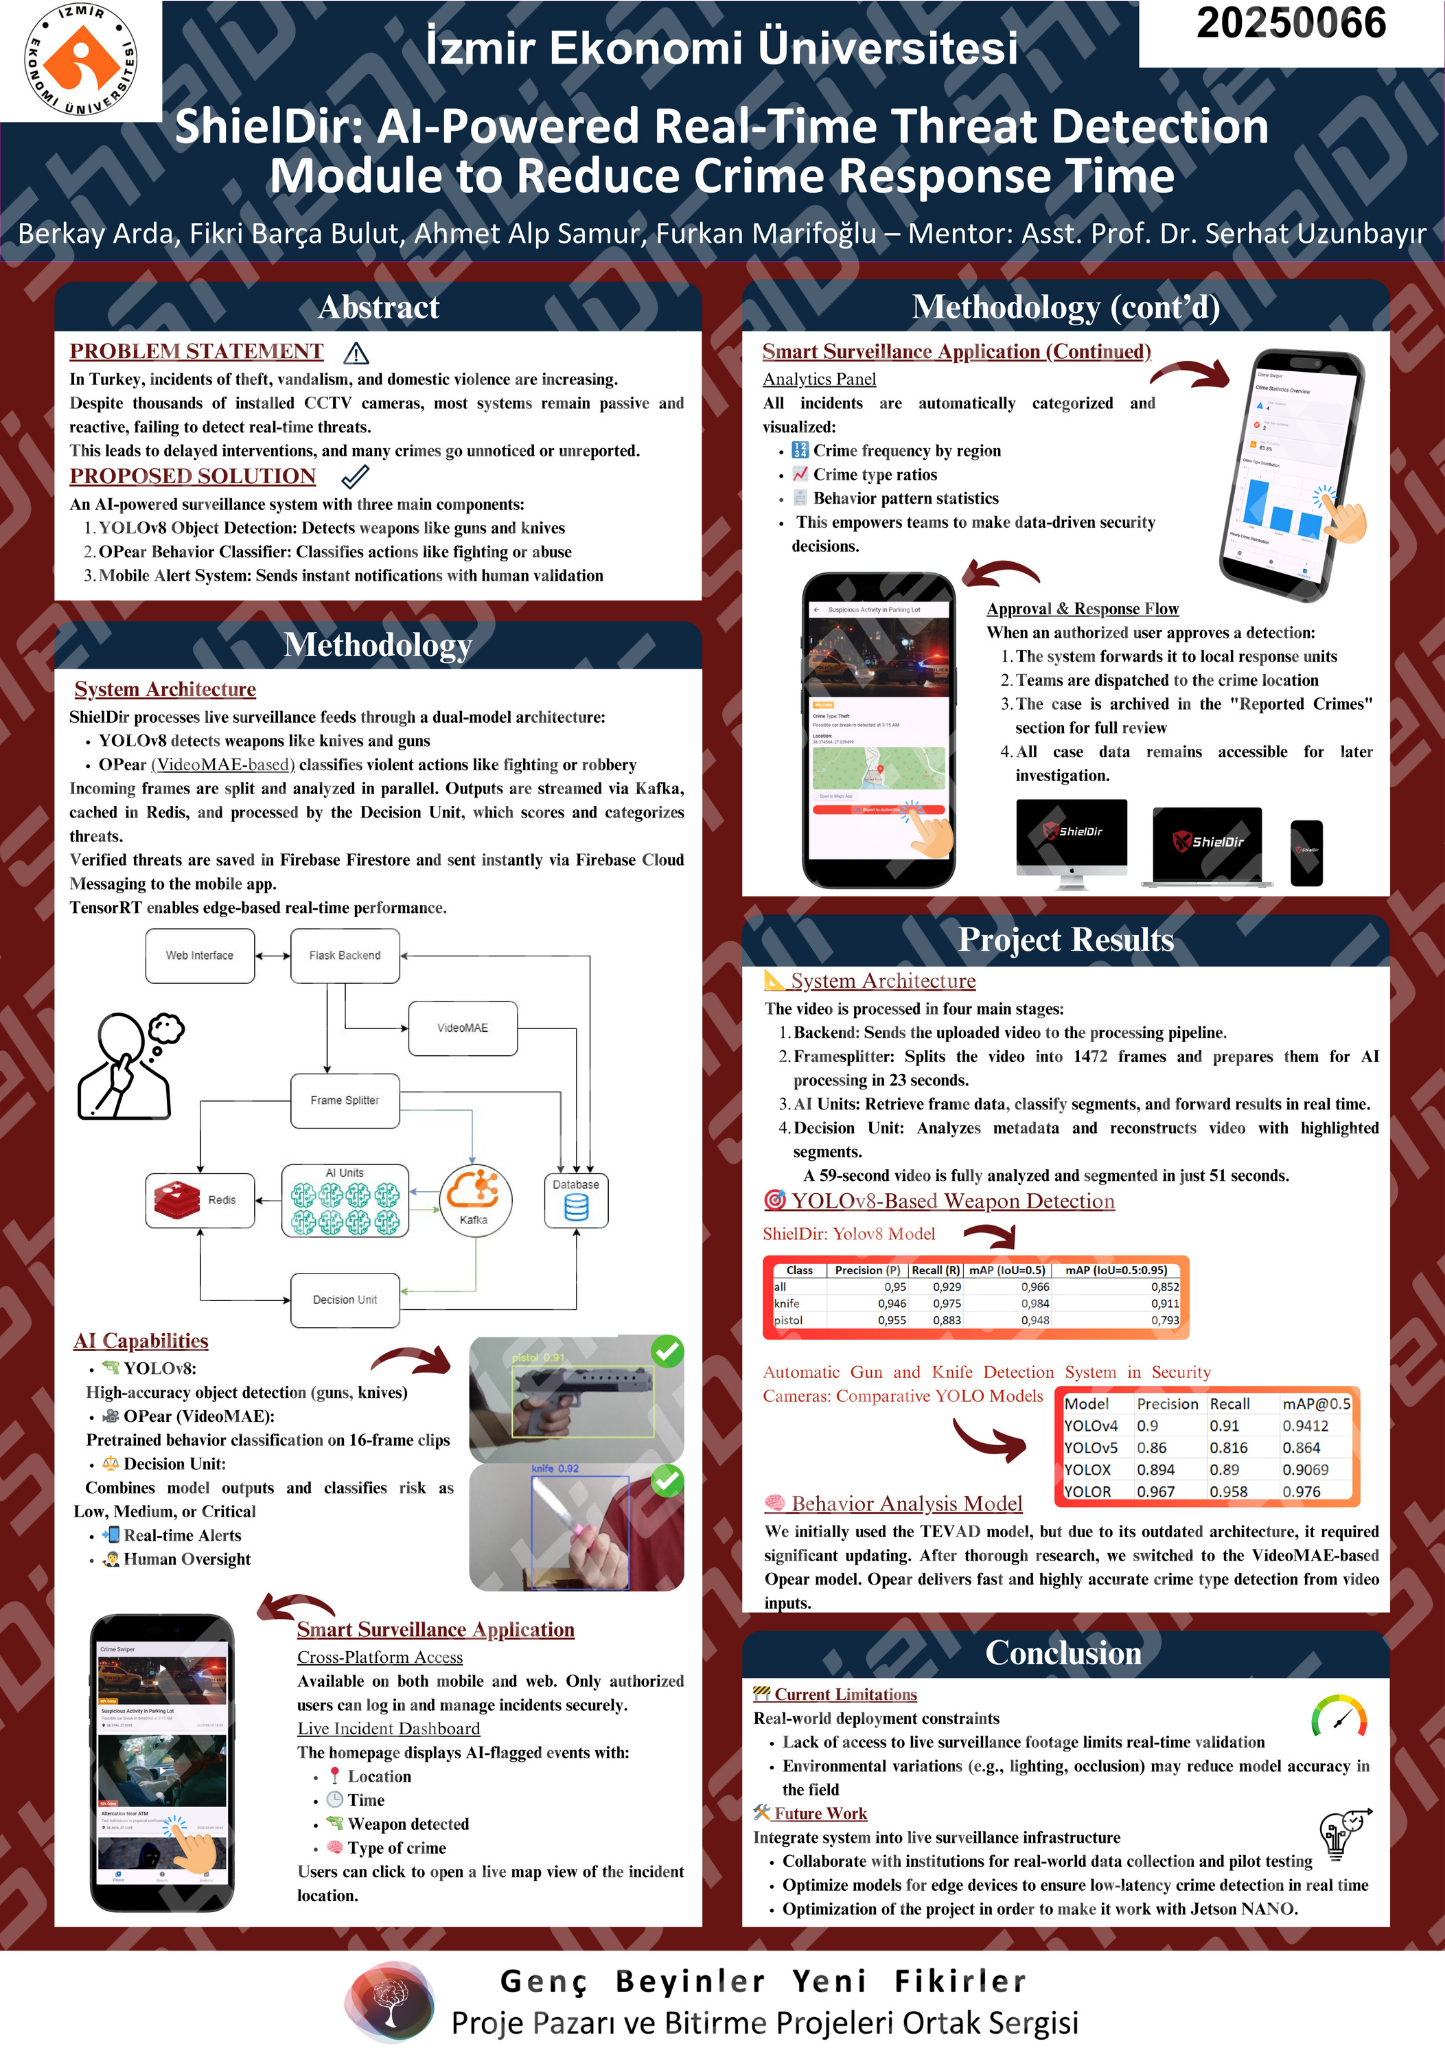 İZMİR EKONOMİ ÜNİVERSİTESİ
20250066
İzmir Ekonomi Üniversitesi
ShielDir: AI-Powered Real-Time Threat Detection
Module to Reduce Crime Response Time
Berkay Arda, Fikri Barça Bulut, Ahmet Alp Samur, Furkan Marifoğlu – Mentor: Asst. Prof. Dr. Serhat Uzunbayır
Abstract
PROBLEM STATEMENT
In Turkey, incidents of theft, vandalism, and domestic violence are increasing.
Despite thousands of installed CCTV cameras, most systems remain passive and
reactive, failing to detect real-time threats.
This leads to delayed interventions, and many crimes go unnoticed or unreported.
PROPOSED SOLUTION
An AI-powered surveillance system with three main components:
1. YOLOv8 Object Detection: Detects weapons like guns and knives
2. OPear Behavior Classifier: Classifies actions like fighting or abuse
3. Mobile Alert System: Sends instant notifications with human validation
Methodology
System Architecture
ShielDir processes live surveillance feeds through a dual-model architecture:
• YOLOv8 detects weapons like knives and guns
• OPear (VideoMAE-based) classifies violent actions like fighting or robbery
Incoming frames are split and analyzed in parallel. Outputs are streamed via Kafka,
cached in Redis, and processed by the Decision Unit, which scores and categorizes
threats.
Verified threats are saved in Firebase Firestore and sent instantly via Firebase Cloud
Messaging to the mobile app.
TensorRT enables edge-based real-time performance.
Web Interface
Flask Backend
VideoMAE
Frame Splitter
Redis
AI Units
Kafka
Database
Decision Unit
AI Capabilities
• YOLOv8:
High-accuracy object detection (guns, knives)
• OPear (VideoMAE):
Pretrained behavior classification on 16-frame clips
• Decision Unit:
Combines model outputs and classifies risk as
Low, Medium, or Critical
• Real-time Alerts
• Human Oversight
pistol 0.91
knife 0.92
Crime Swiper
Suspicious Activity in Parking Lot
Altercation Near ATM
Smart Surveillance Application
Cross-Platform Access
Available on both mobile and web. Only authorized
users can log in and manage incidents securely.
Live Incident Dashboard
The homepage displays AI-flagged events with:
• Location
• Time
• Weapon detected
• Type of crime
Users can click to open a live map view of the incident
location.
Methodology (cont'd)
Smart Surveillance Application (Continued)
Analytics Panel
All incidents are automatically categorized and
visualized:
• Crime frequency by region
• Crime type ratios
• Behavior pattern statistics
• This empowers teams to make data-driven security
decisions.
Crime Swiper
Crime Statistics Overview
4
2
Crime Type Distribution
Suspicious Activity in Parking Lot
Crime Type: Theft
Possible car break-in detected at 3:15 AM
Location:
Open in Maps App
Approval & Response Flow
When an authorized user approves a detection:
1. The system forwards it to local response units
2. Teams are dispatched to the crime location
3. The case is archived in the "Reported Crimes"
section for full review
4. All case data remains accessible for later
investigation.
ShielDir
ShielDir
ShielDir
Project Results
System Architecture
The video is processed in four main stages:
1. Backend: Sends the uploaded video to the processing pipeline.
2. Framesplitter: Splits the video into 1472 frames and prepares them for AI
processing in 23 seconds.
3. AI Units: Retrieve frame data, classify segments, and forward results in real time.
4. Decision Unit: Analyzes metadata and reconstructs video with highlighted
segments.
A 59-second video is fully analyzed and segmented in just 51 seconds.
YOLOv8-Based Weapon Detection
ShielDir: Yolov8 Model
Class Precision (P) Recall (R) mAP (IoU=0.5) mAP (IoU=0.5:0.95)
all 0,95 0,929 0,966 0,852
knife 0,946 0,975 0,984 0,911
pistol 0,955 0,883 0,948 0,793
Automatic Gun and Knife Detection System in Security
Cameras: Comparative YOLO Models
Model Precision Recall mAP@0.5
YOLOv4 0.9 0.91 0.9412
YOLOv5 0.86 0.816 0.864
YOLOX 0.894 0.89 0.9069
YOLOR 0.967 0.958 0.976
Behavior Analysis Model
We initially used the TEVAD model, but due to its outdated architecture, it required
significant updating. After thorough research, we switched to the VideoMAE-based
Opear model. Opear delivers fast and highly accurate crime type detection from video
inputs.
Conclusion
Current Limitations
Real-world deployment constraints
• Lack of access to live surveillance footage limits real-time validation
• Environmental variations (e.g., lighting, occlusion) may reduce model accuracy in
the field
Future Work
Integrate system into live surveillance infrastructure
• Collaborate with institutions for real-world data collection and pilot testing
• Optimize models for edge devices to ensure low-latency crime detection in real time
• Optimization of the project in order to make it work with Jetson NANO.
Genç Beyinler Yeni Fikirler
Proje Pazarı ve Bitirme Projeleri Ortak Sergisi